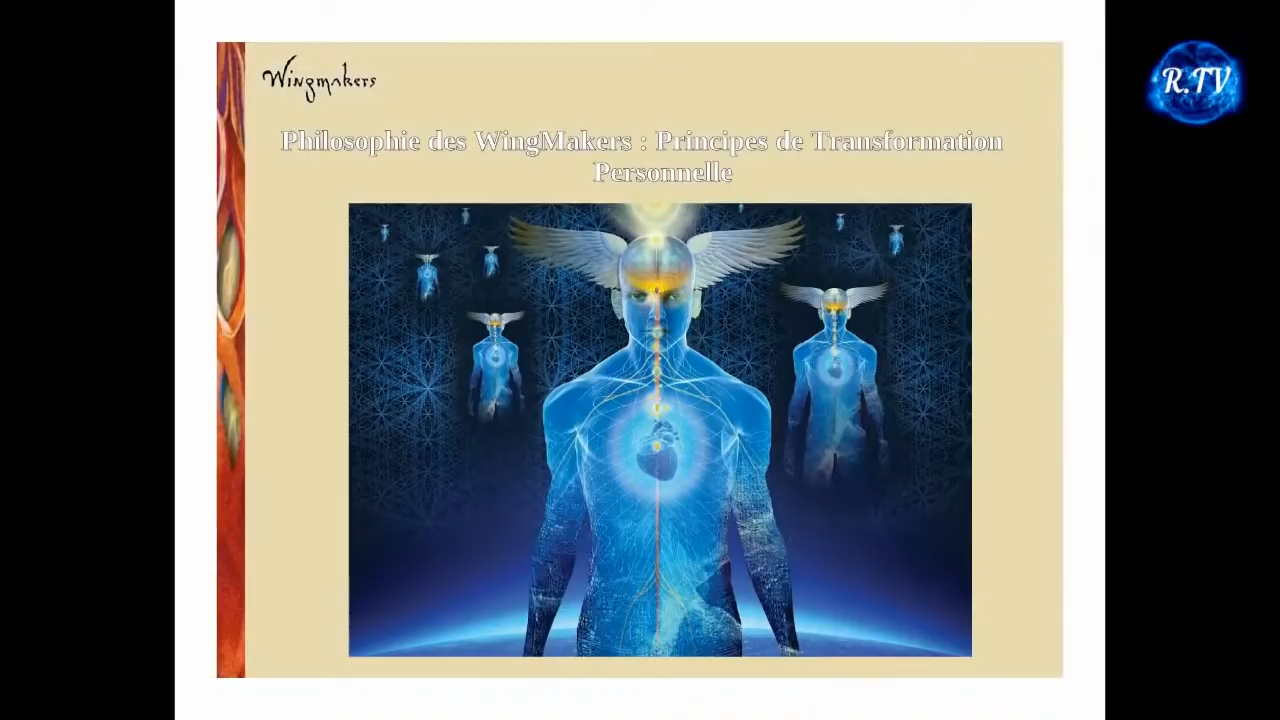 Wingmakers
R.TV
Philosophie des WingMakers : Principes de Transformation
Personnelle